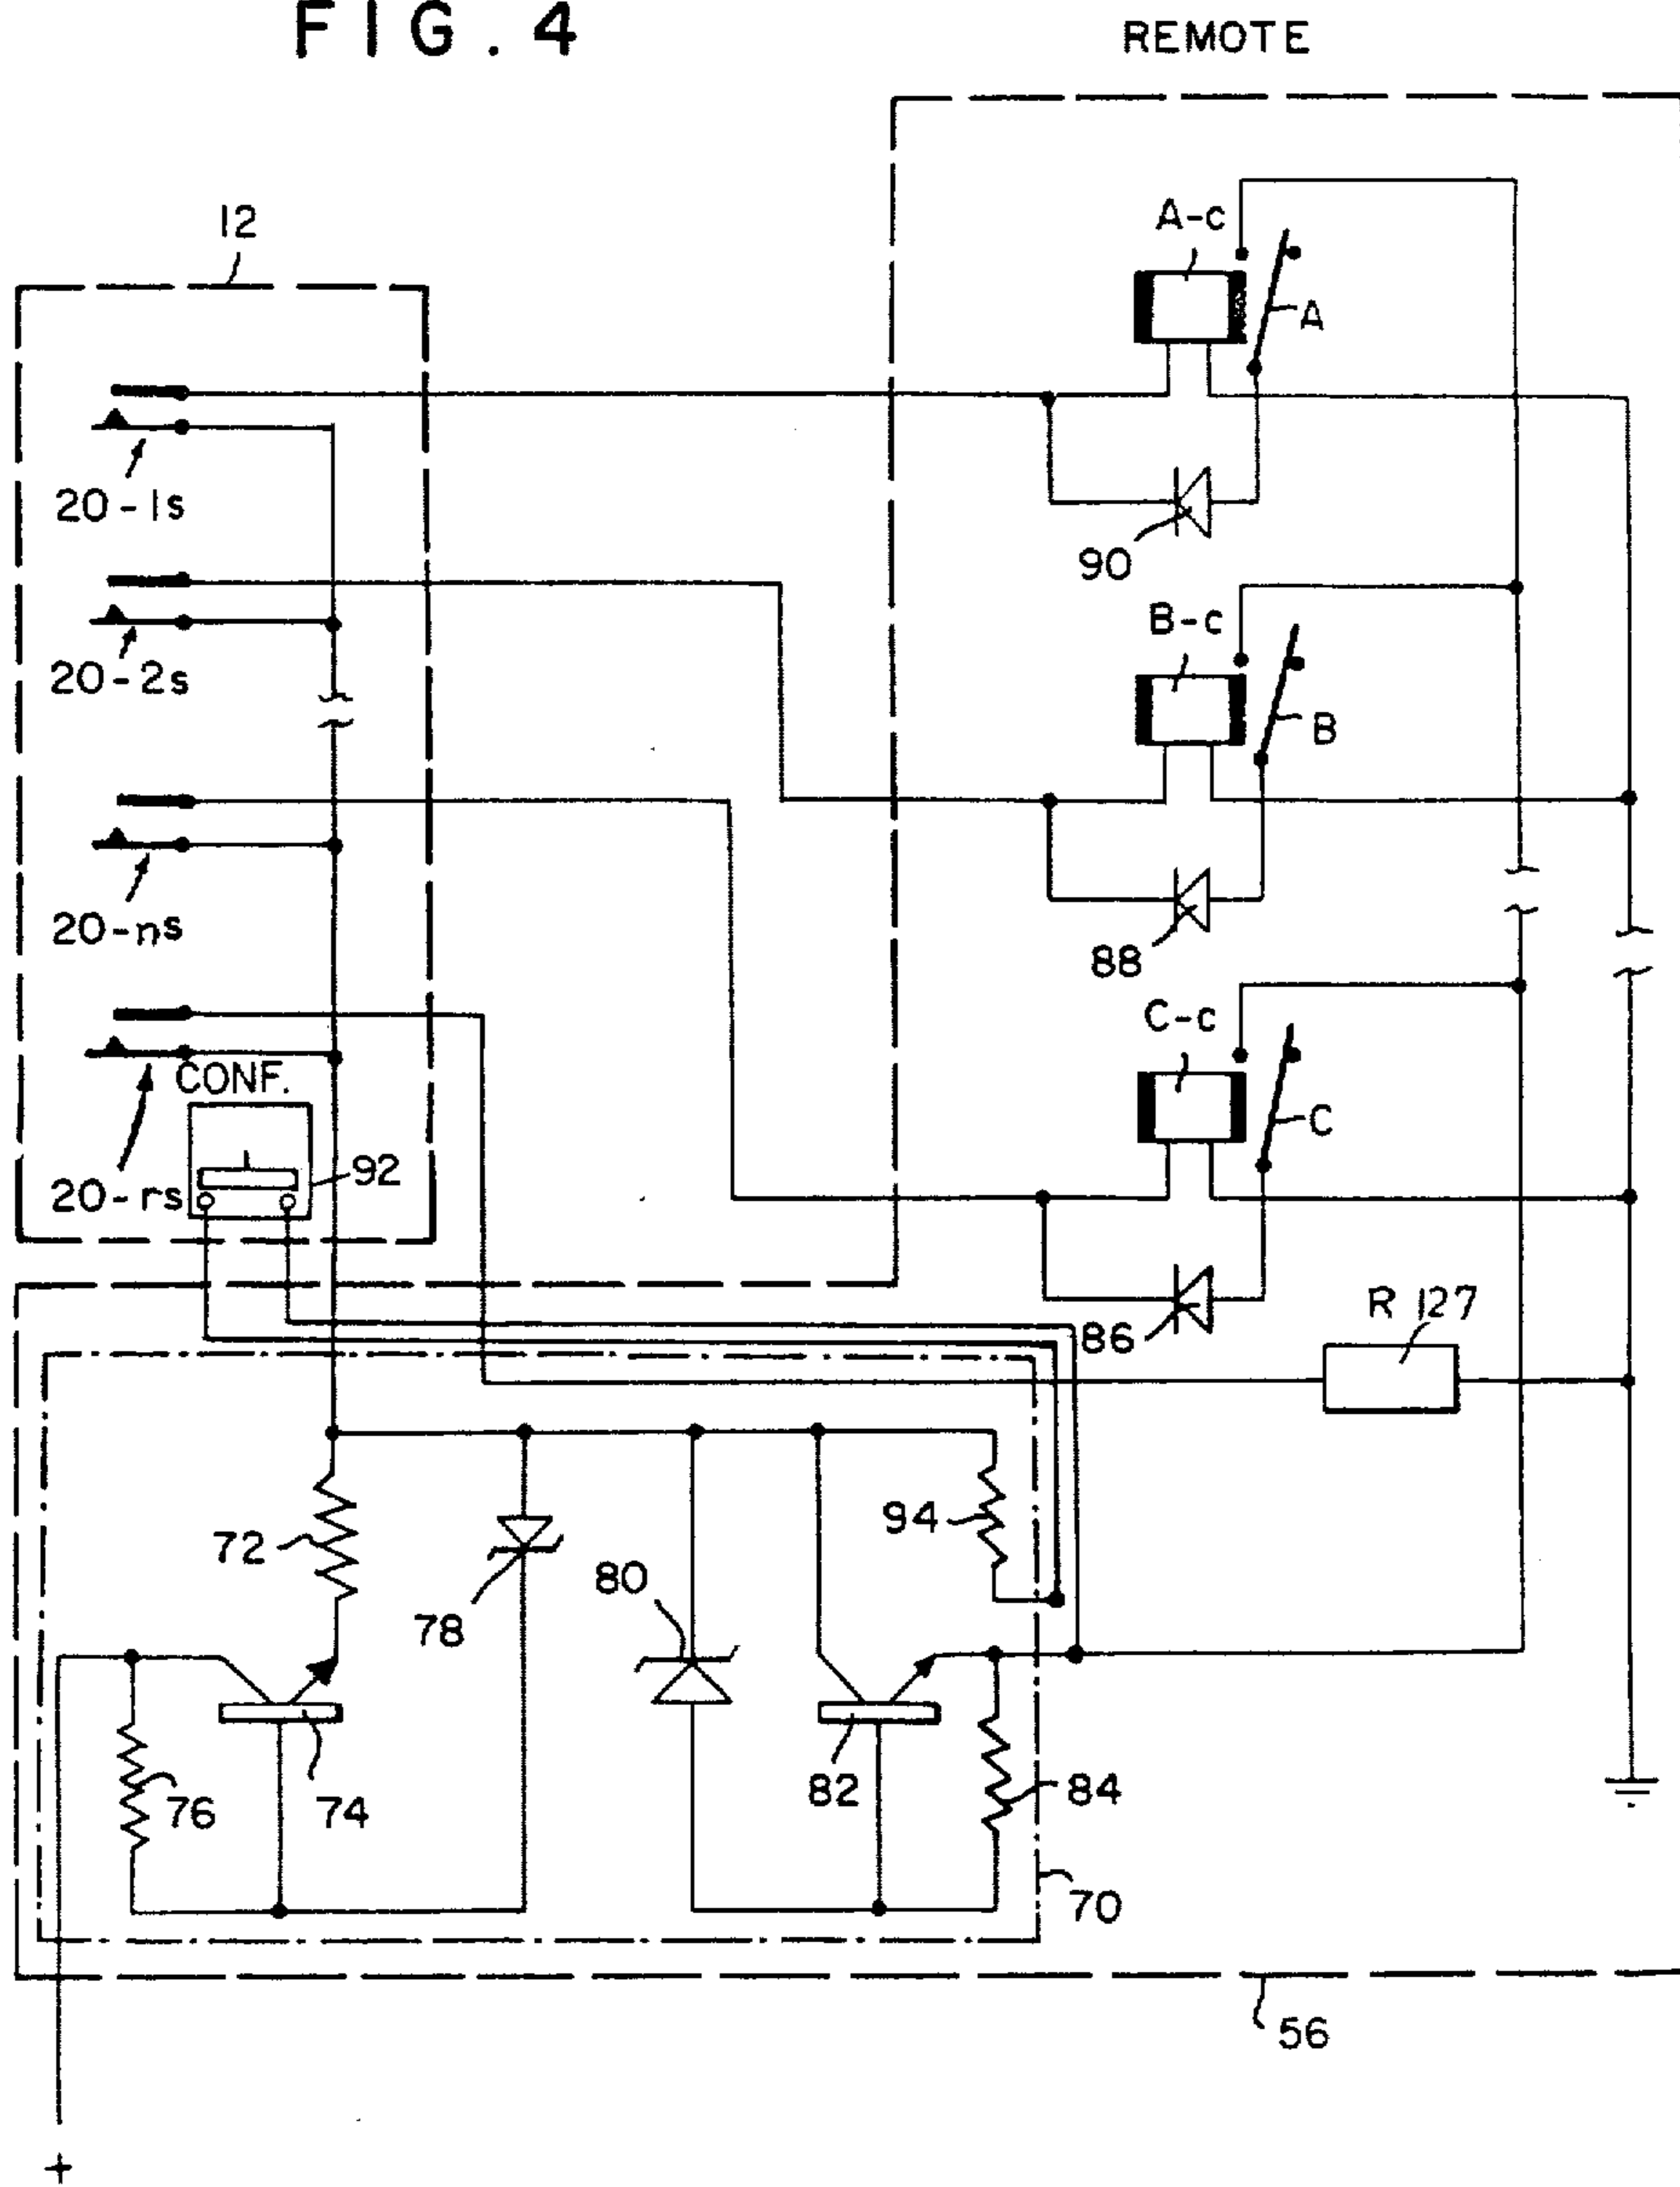 FIG. 4
REMOTE
12
A-c
A
20-1s
90
B-c
20-2s
B
20-ns
88
C-c
CONF.
C
92
20-rs
R 127
86
94
72
80
78
82
84
76
74
70
56
+